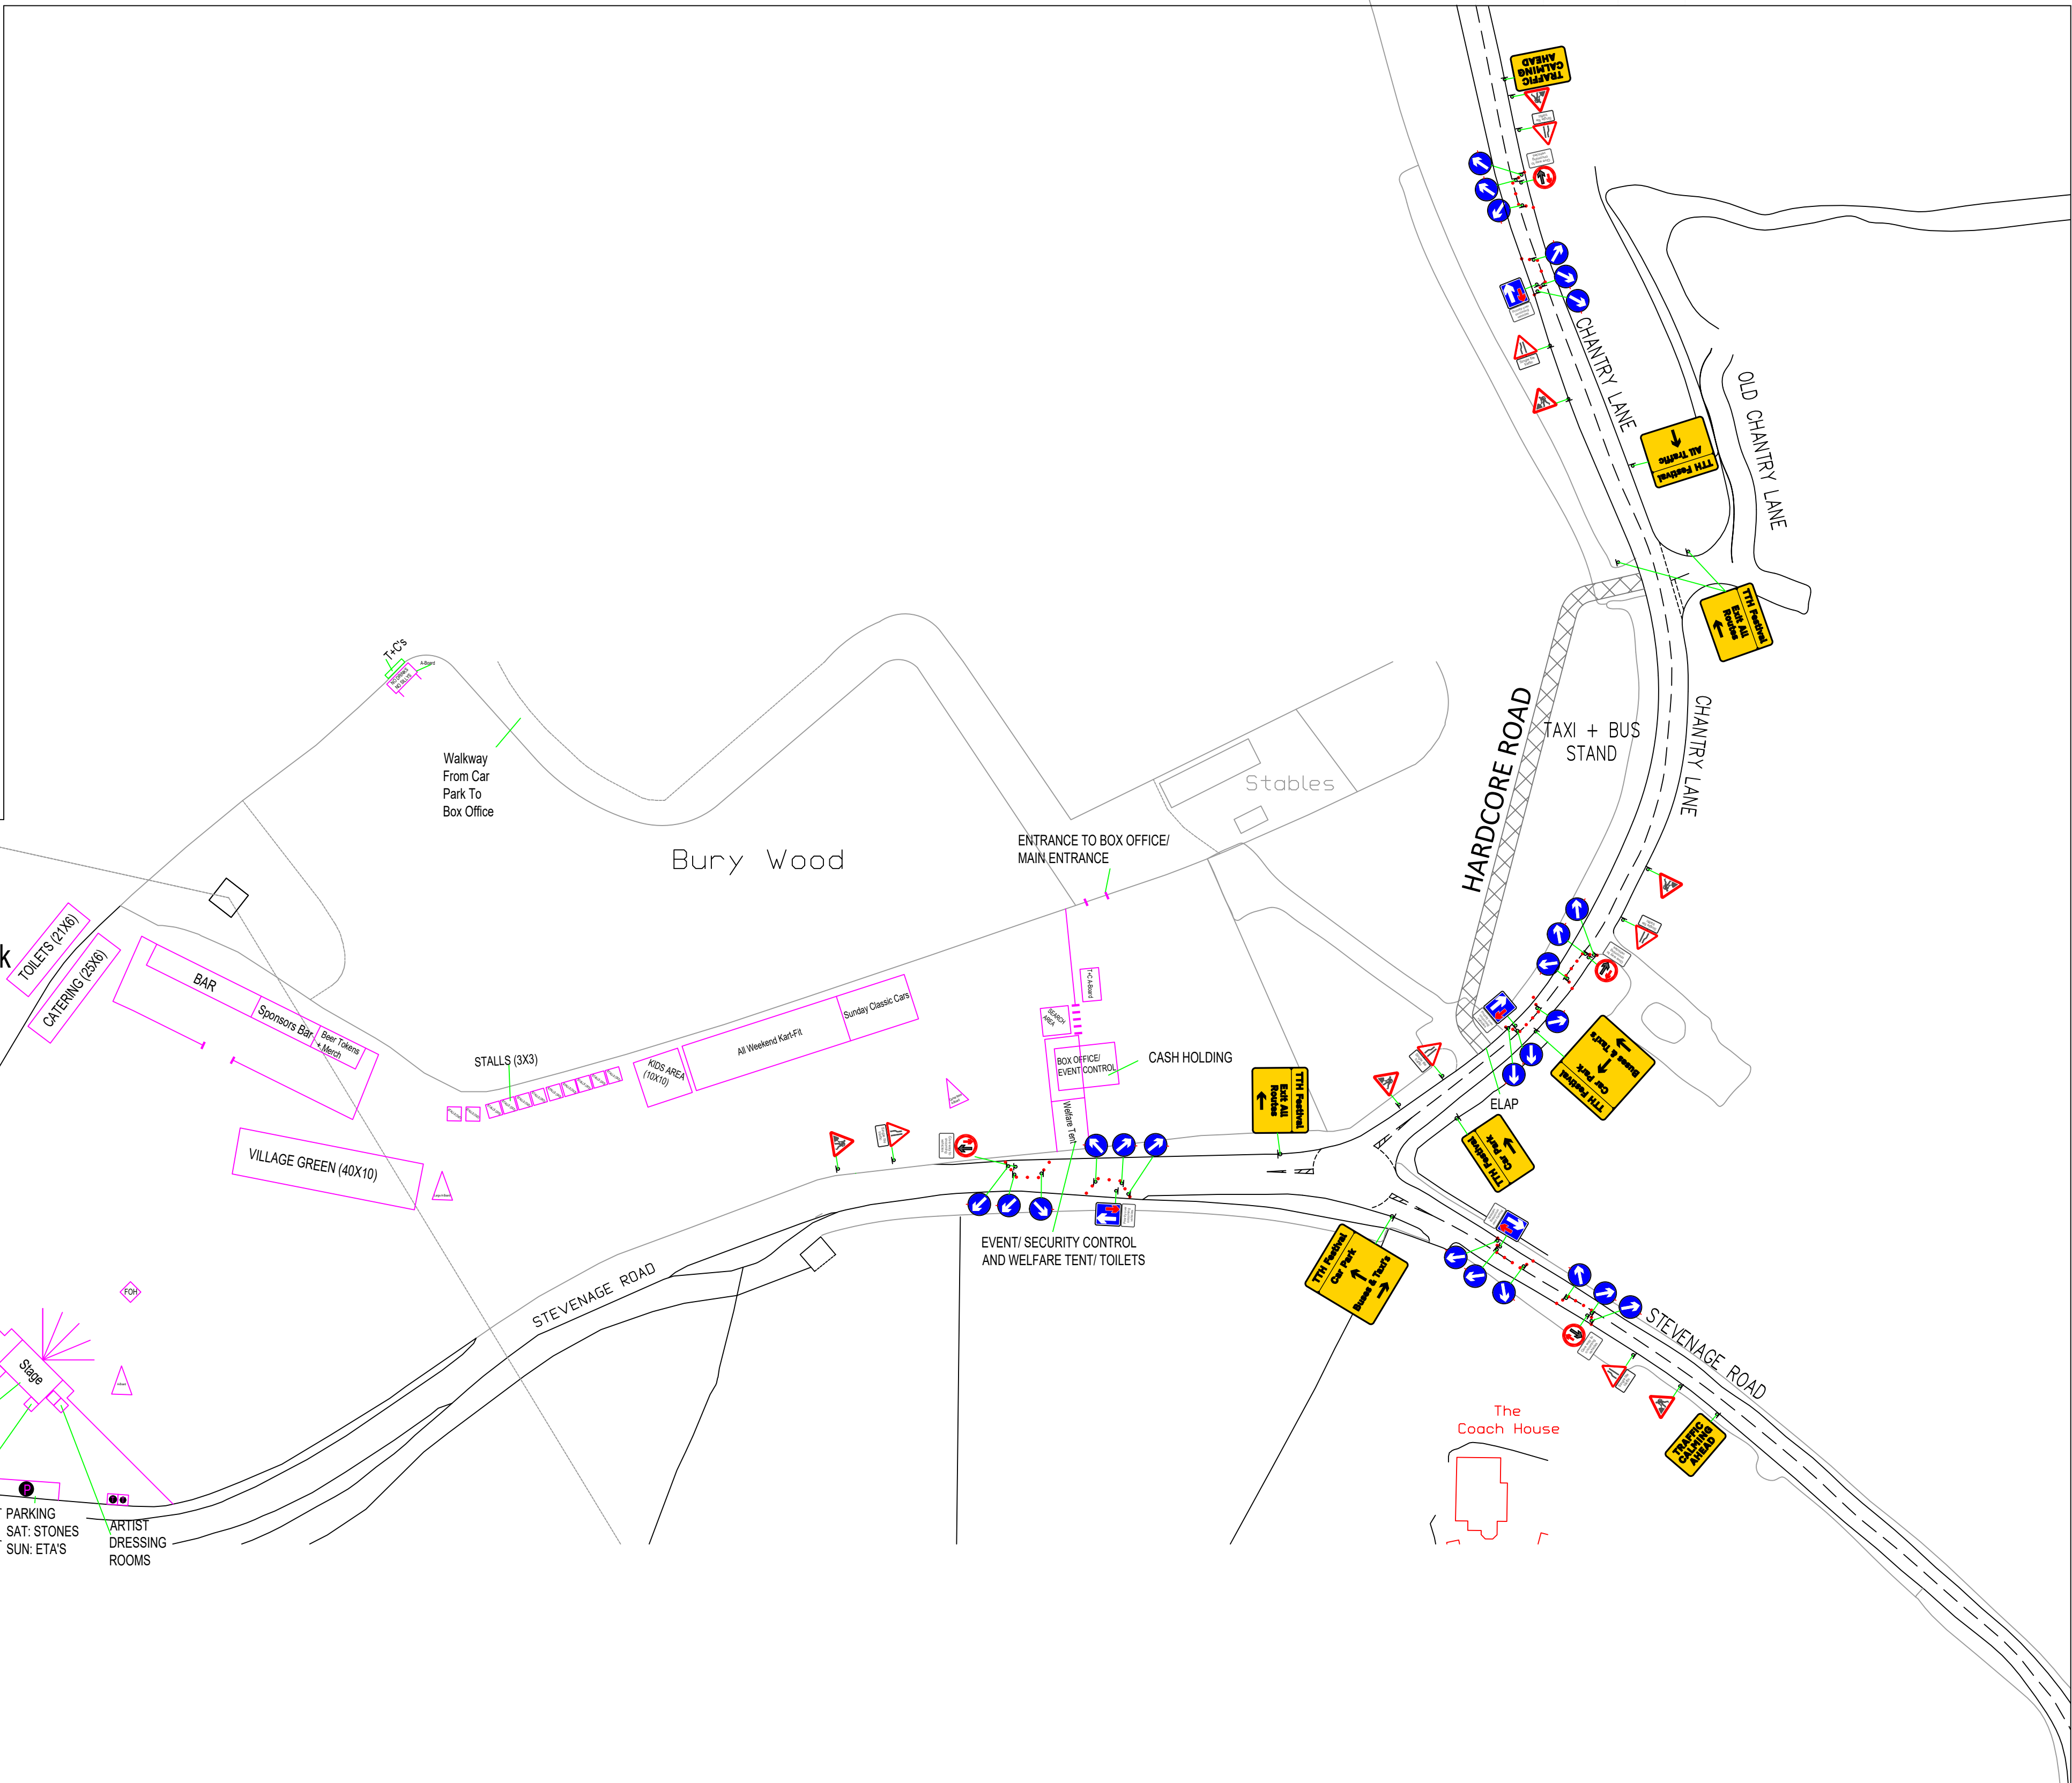 TRAFFIC
CALMING
AHEAD
CHANTRY LANE
OLD CHANTRY LANE
TTH Festival
All Traffic
TTH Festival
Exit All
Routes
T+C's
A-Board
Walkway
From Car
Park To
Box Office
HARDCORE ROAD
TAXI + BUS
STAND
CHANTRY LANE
Stables
ENTRANCE TO BOX OFFICE/
MAIN ENTRANCE
Bury Wood
TOILETS (21X6)
k
CATERING (25X6)
BAR
Sponsors Bar
Beer Tokens
+ Merch
STALLS (3X3)
KIDS AREA
(10X10)
All Weekend Kart-Fit
Sunday Classic Cars
T+C A-Board
SEARCH
AREA
BOX OFFICE/
EVENT CONTROL
CASH HOLDING
Welfare Tent
TTH Festival
Exit All
Routes
ELAP
TTH Festival
Car Park
Buses & Taxi's
TTH Festival
Car
Park
VILLAGE GREEN (40X10)
EVENT/ SECURITY CONTROL
AND WELFARE TENT/ TOILETS
TTH Festival
Car Park
Buses & Taxi's
STEVENAGE ROAD
STEVENAGE ROAD
FOH
Stage
The
Coach House
TRAFFIC
CALMING
AHEAD
P
T PARKING
SAT: STONES
SUN: ETA'S
ARTIST
DRESSING
ROOMS